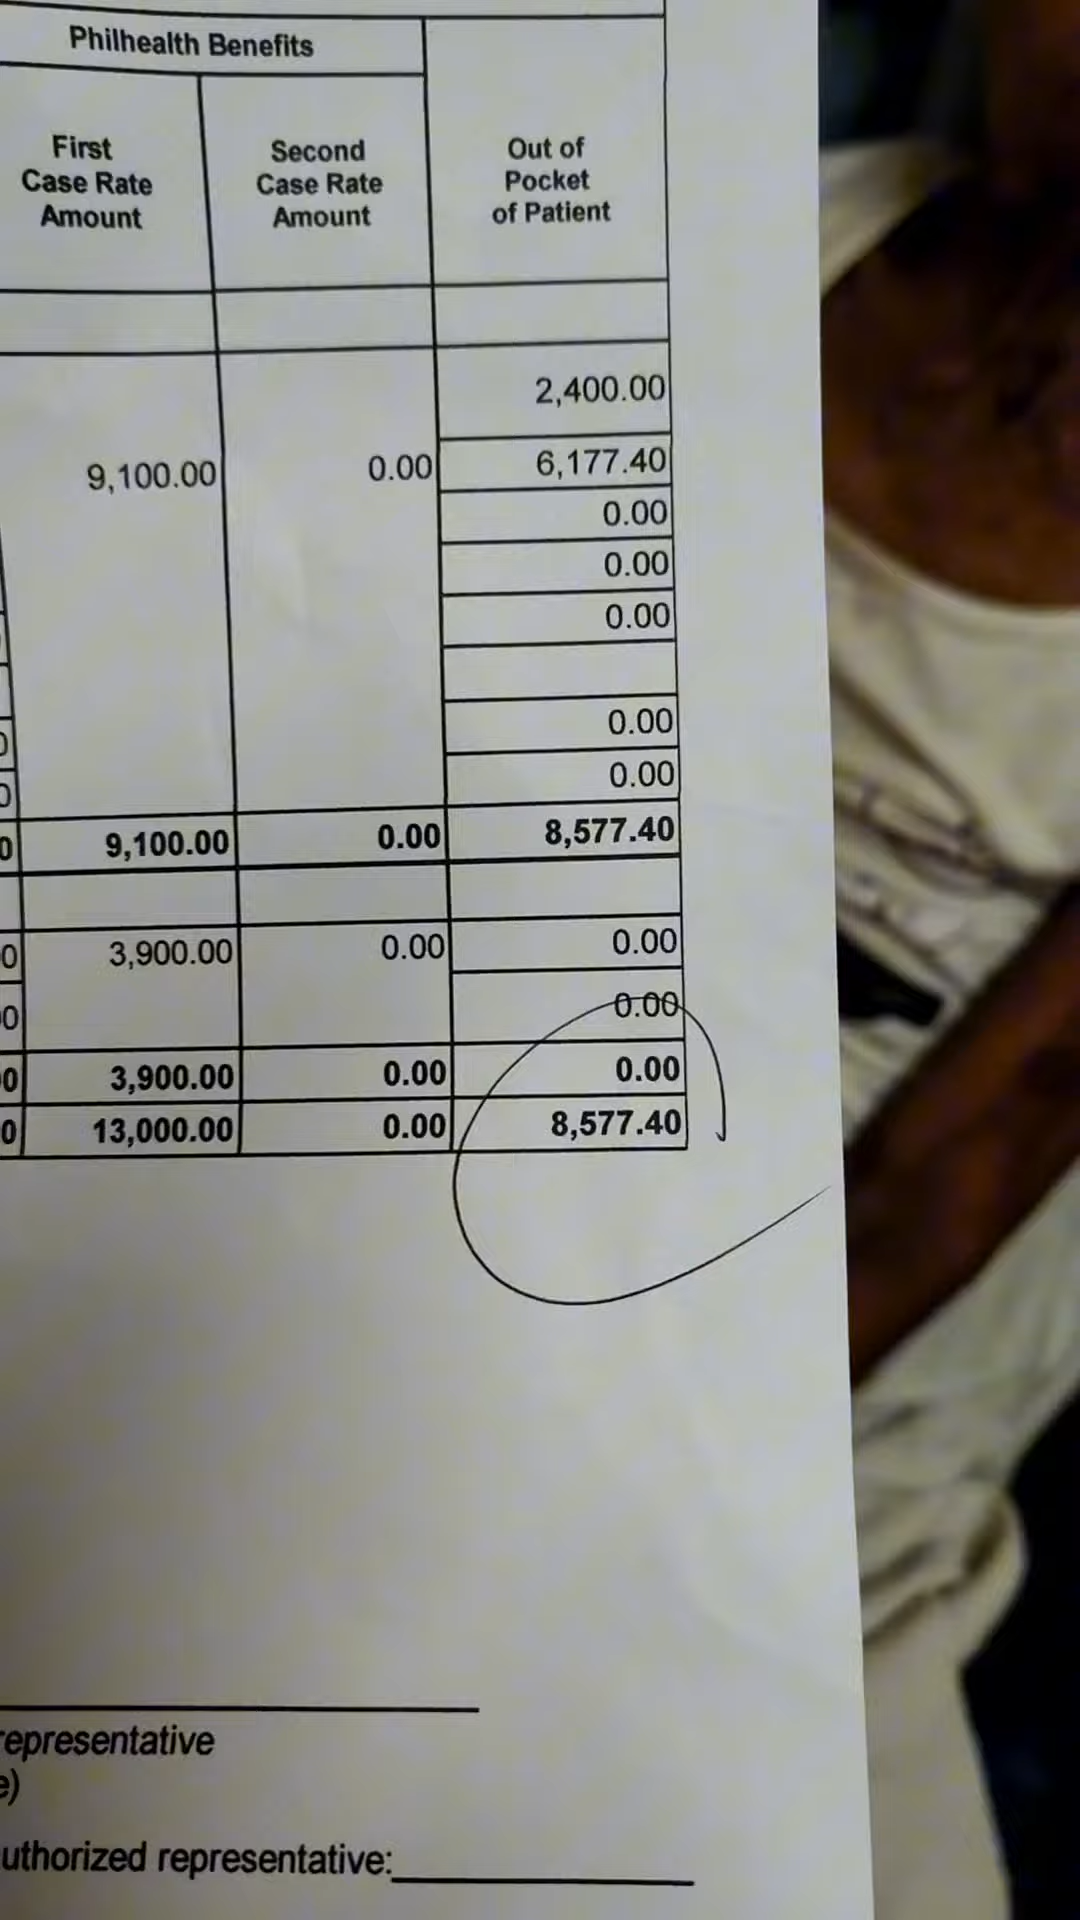 Philhealth Benefits
First
Case Rate
Amount
Second
Case Rate
Amount
Out of
Pocket
of Patient
2,400.00
9,100.00 0.00 6,177.40
0.00
0.00
0.00
0.00
0.00
9,100.00 0.00 8,577.40
3,900.00 0.00 0.00
0.00
3,900.00 0.00 0.00
13,000.00 0.00 8,577.40
representative
e)
uthorized representative: